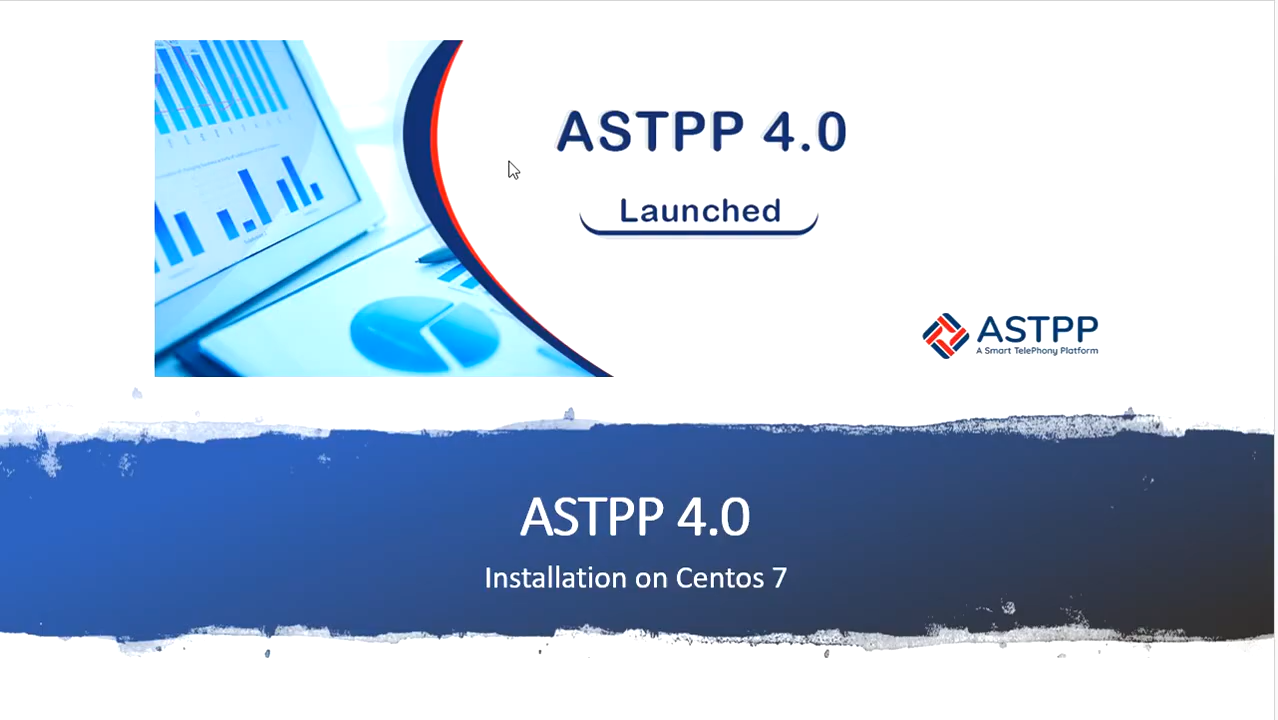 ASTPP 4.0
Launched
ASTPP
A Smart TelePhony Platform
ASTPP 4.0
Installation on Centos 7